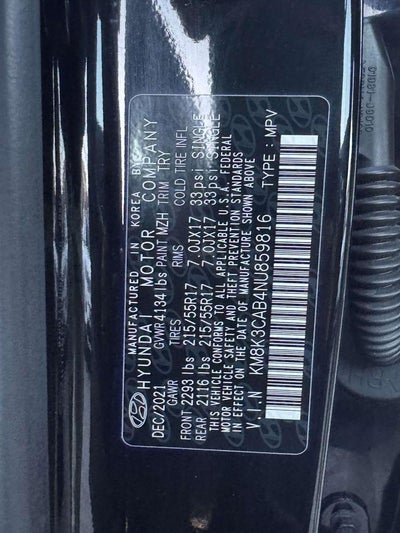 MANUFACTURED IN KOREA BY
HYUNDAI MOTOR COMPANY
DEC/2021 GVWR 4134 lbs PAINT MZH TRIM TRY
GAWR TIRES RIMS COLD TIRE INFL
FRONT 2293 lbs 215/55R17 7.0JX17 33psi SINGLE
REAR 2116 lbs 215/55R17 7.0JX17 33psi SINGLE
THIS VEHICLE CONFORMS TO ALL APPLICABLE U.S.A. FEDERAL
MOTOR VEHICLE SAFETY AND THEFT PREVENTION STANDARDS
IN EFFECT ON THE DATE OF MANUFACTURE SHOWN ABOVE
V.I.N KM8K3CAB4NU859816 TYPE : MPV